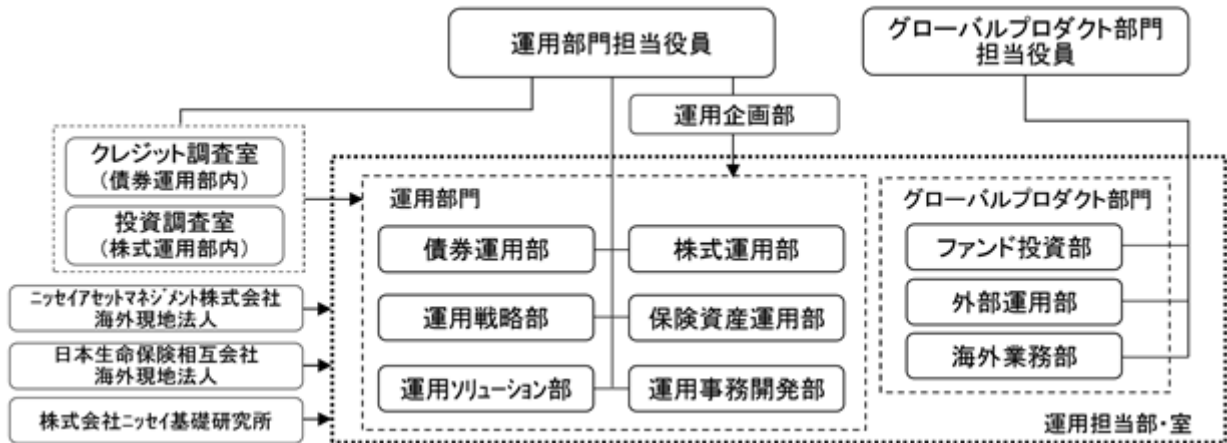 運用部門担当役員
グローバルプロダクト部門
担当役員
運用企画部
クレジット調査室
（債券運用部内）
投資調査室
（株式運用部内）
ニッセイアセットマネジメント株式会社
海外現地法人
日本生命保険相互会社
海外現地法人
株式会社ニッセイ基礎研究所
運用部門
債券運用部
株式運用部
運用戦略部
保険資産運用部
運用ソリューション部
運用事務開発部
グローバルプロダクト部門
ファンド投資部
外部運用部
海外業務部
運用担当部・室